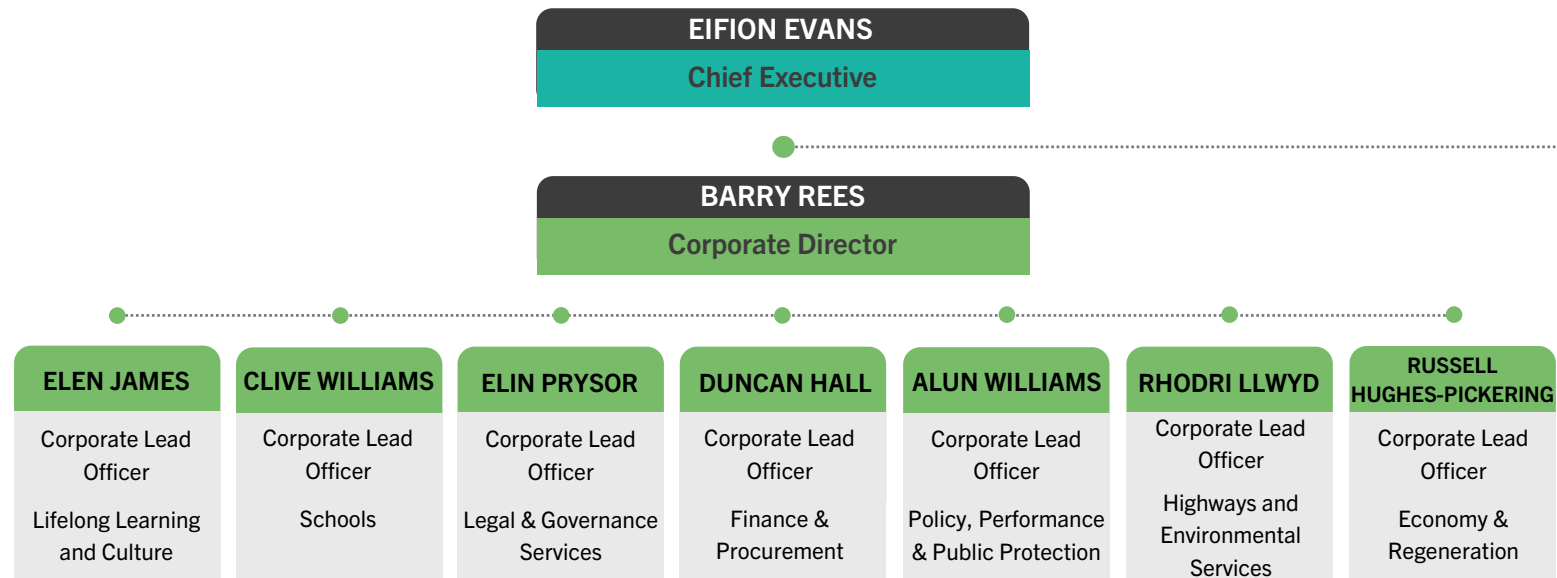 EIFION EVANS
Chief Executive
BARRY REES
Corporate Director
ELEN JAMES
Corporate Lead
Officer
Lifelong Learning
and Culture
CLIVE WILLIAMS
Corporate Lead
Officer
Schools
ELIN PRYSOR
Corporate Lead
Officer
Legal & Governance
Services
DUNCAN HALL
Corporate Lead
Officer
Finance &
Procurement
ALUN WILLIAMS
Corporate Lead
Officer
Policy, Performance
& Public Protection
RHODRI LLWYD
Corporate Lead
Officer
Highways and
Environmental
Services
RUSSELL
HUGHES-PICKERING
Corporate Lead
Officer
Economy &
Regeneration